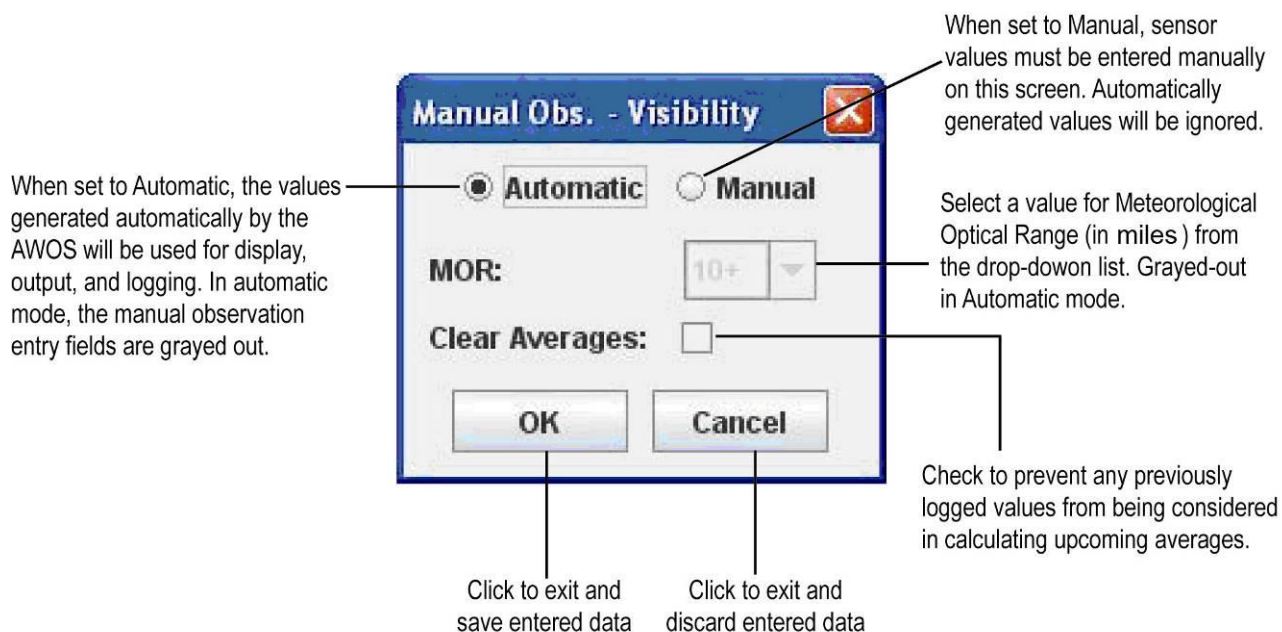 When set to Manual, sensor
values must be entered manually
on this screen. Automatically
generated values will be ignored.
Manual Obs. - Visibility
When set to Automatic, the values
generated automatically by the
AWOS will be used for display,
output, and logging. In automatic
mode, the manual observation
entry fields are grayed out.
Automatic Manual
Select a value for Meteorological
Optical Range (in miles) from
the drop-dowon list. Grayed-out
in Automatic mode.
MOR: 10+
Clear Averages:
OK Cancel
Check to prevent any previously
logged values from being considered
in calculating upcoming averages.
Click to exit and
save entered data
Click to exit and
discard entered data